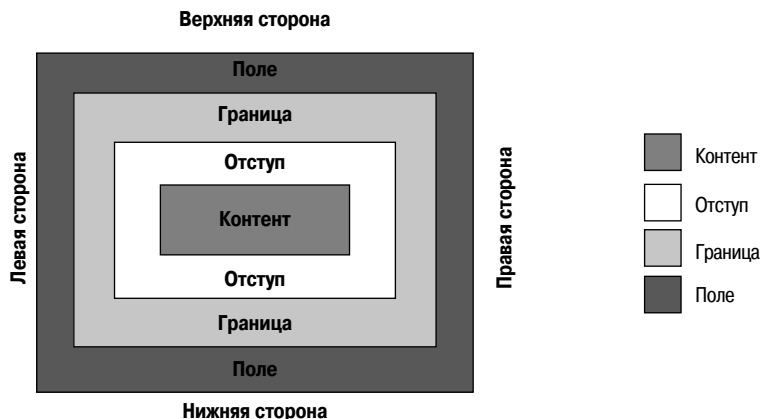 Верхняя сторона
Поле
Граница
Отступ
Контент
Отступ
Граница
Поле
Нижняя сторона
Левая сторона
Правая сторона
Контент
Отступ
Граница
Поле